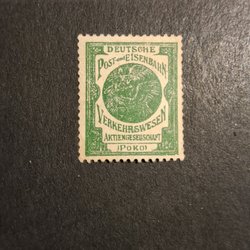 DEUTSCHE
POST- und EISENBAHN
VERKEHRSWESEN
AKTIENGESELLSCHAFT
(POKO)